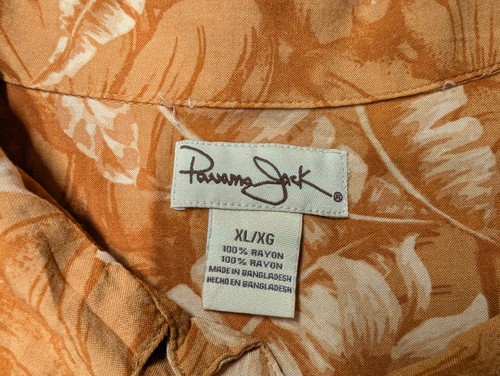 Panama Jack ®
XL/XG
100% RAYON
100% RAYON
MADE IN BANGLADESH
HECHO EN BANGLADESH